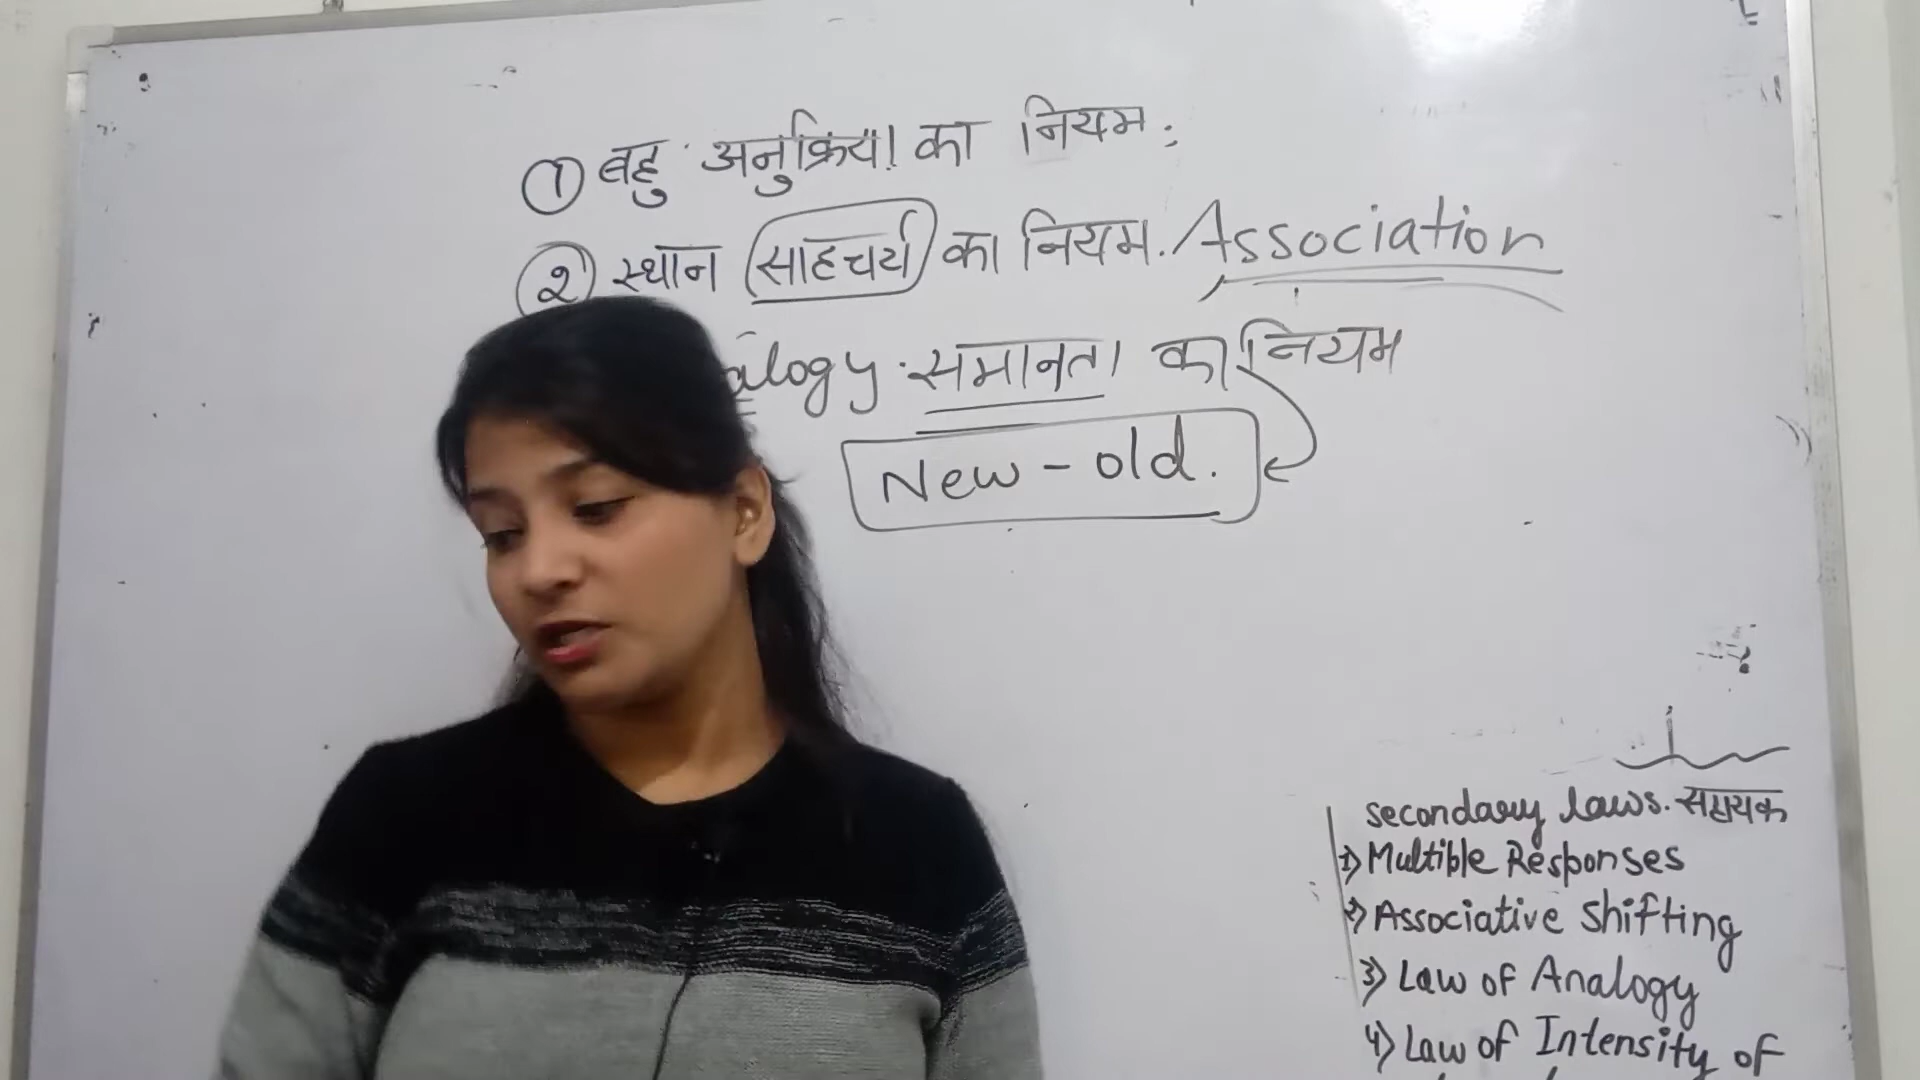 ① बहु अनुक्रिया का नियम :
② स्थान साहचर्य का नियम. Association
alogy. समानता का नियम
New - old.
secondary laws. सहायक
1) Multible Responses
2) Associative Shifting
3) Law of Analogy
4) Law of Intensity of